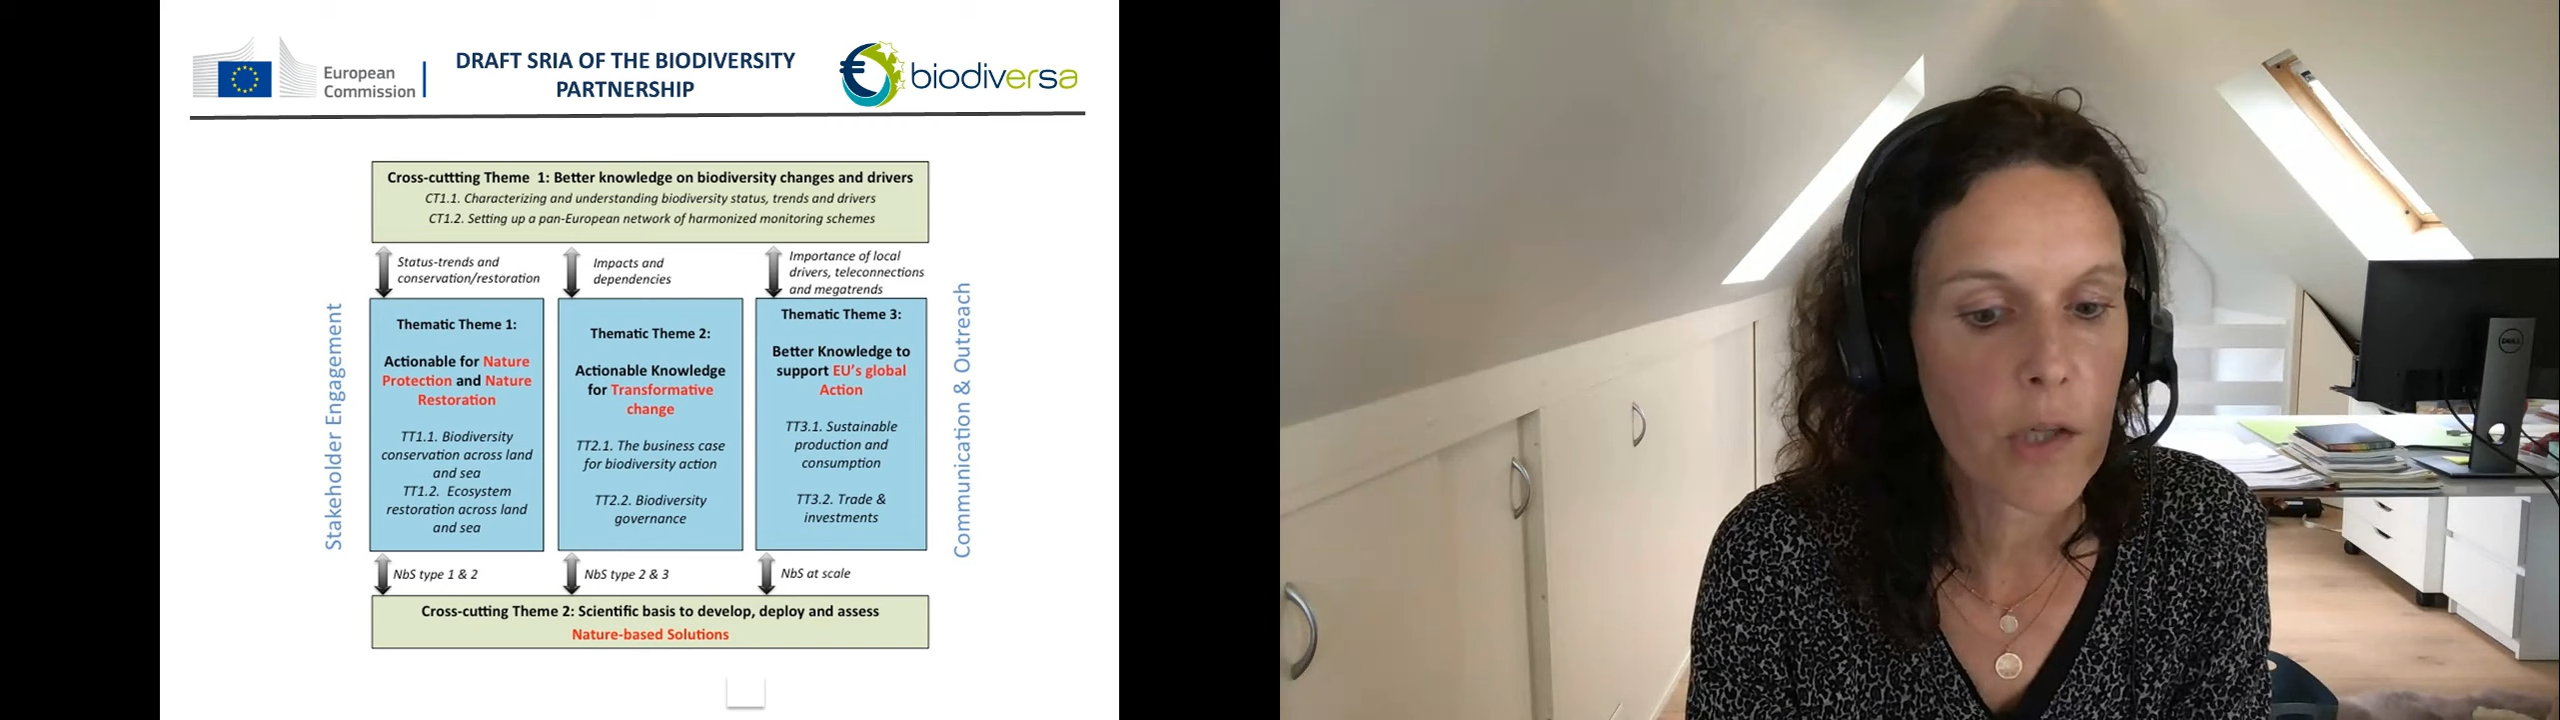 European
Commission
DRAFT SRIA OF THE BIODIVERSITY
PARTNERSHIP
€ biodiversa
Cross-cuttting Theme 1: Better knowledge on biodiversity changes and drivers
CT1.1. Characterizing and understanding biodiversity status, trends and drivers
CT1.2. Setting up a pan-European network of harmonized monitoring schemes
Status-trends and
conservation/restoration
Impacts and
dependencies
Importance of local
drivers, teleconnections
and megatrends
Stakeholder Engagement
Thematic Theme 1:
Actionable for Nature
Protection and Nature
Restoration
TT1.1. Biodiversity
conservation across land
and sea
TT1.2. Ecosystem
restoration across land
and sea
Thematic Theme 2:
Actionable Knowledge
for Transformative
change
TT2.1. The business case
for biodiversity action
TT2.2. Biodiversity
governance
Thematic Theme 3:
Better Knowledge to
support EU's global
Action
TT3.1. Sustainable
production and
consumption
TT3.2. Trade &
investments
Communication & Outreach
NbS type 1 & 2
NbS type 2 & 3
NbS at scale
Cross-cutting Theme 2: Scientific basis to develop, deploy and assess
Nature-based Solutions
DELL